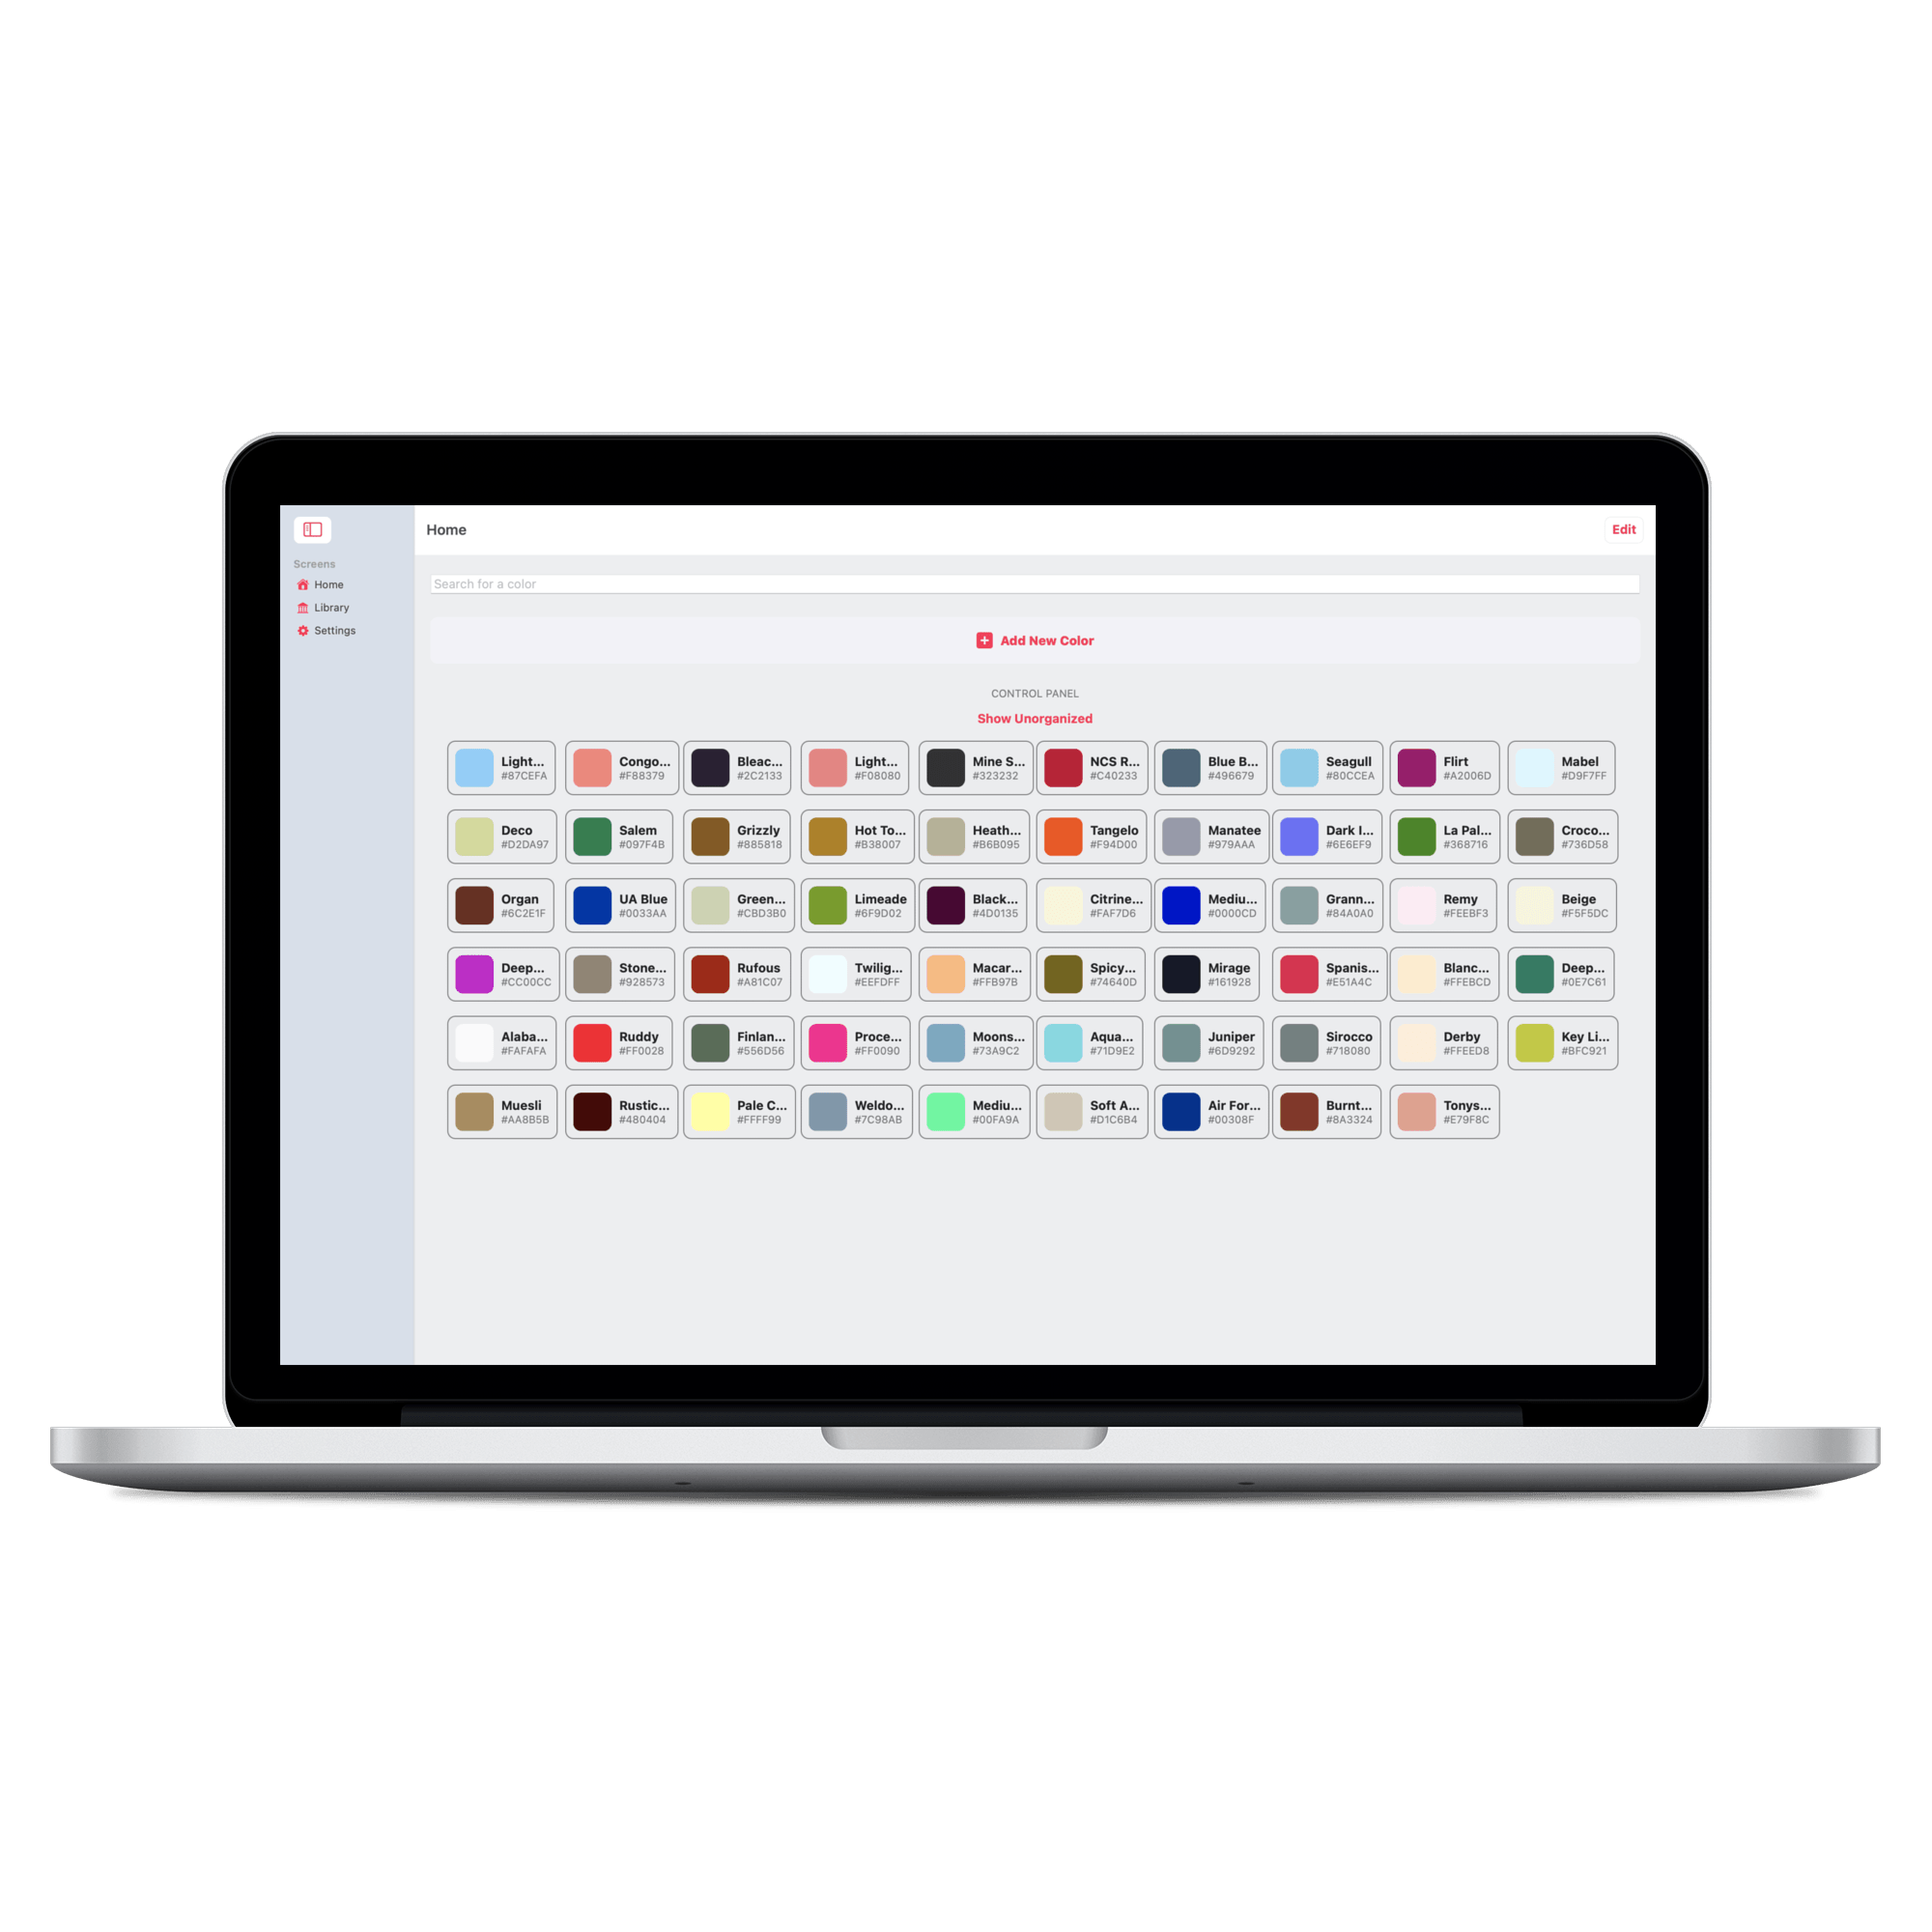 Home
Edit
Screens
Home
Library
Settings
Search for a color
Add New Color
CONTROL PANEL
Show Unorganized
Light... Congo... Bleac... Light... Mine S... NCS R... Blue B... Seagull Flirt Mabel
#87CEFA #F88379 #2C2133 #F08080 #323232 #C40233 #496679 #80CCEA #A2006D #D9F7FF
Deco Salem Grizzly Hot To... Heath... Tangelo Manatee Dark I... La Pal... Croco...
#D2DA97 #097F4B #885818 #B38007 #B6B095 #F94D00 #979AAA #6E6EF9 #368716 #736D58
Organ UA Blue Green... Limeade Black... Citrine... Mediu... Grann... Remy Beige
#6C2E1F #0033AA #CBD3B0 #6F9D02 #4D0135 #FAF7D6 #0000CD #84A0A0 #FEEBF3 #F5F5DC
Deep... Stone... Rufous Twilig... Macar... Spicy... Mirage Spanis... Blanc... Deep...
#CC00CC #928573 #A81C07 #EEFDFF #FFB97B #74640D #161928 #E51A4C #FFEBCD #0E7C61
Alaba... Ruddy Finlan... Proce... Moons... Aqua... Juniper Sirocco Derby Key Li...
#FAFAFA #FF0028 #556D56 #FF0090 #73A9C2 #71D9E2 #6D9292 #718080 #FFEED8 #BFC921
Muesli Rustic... Pale C... Weldo... Mediu... Soft A... Air For... Burnt... Tonys...
#AA8B5B #480404 #FFFF99 #7C98AB #00FA9A #D1C6B4 #00308F #8A3324 #E79F8C